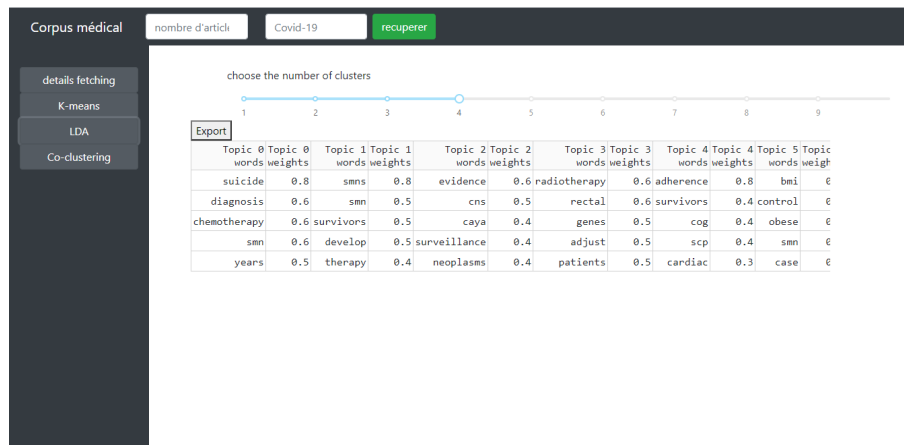 Corpus médical nombre d'articl Covid-19 recuperer
details fetching
K-means
LDA
Co-clustering
choose the number of clusters
1 2 3 4 5 6 7 8 9
Export
Topic 0 Topic 0 Topic 1 Topic 1 Topic 2 Topic 2 Topic 3 Topic 3 Topic 4 Topic 4 Topic 5 Topic
words weights words weights words weights words weights words weights words weigh
suicide 0.8 smns 0.8 evidence 0.6 radiotherapy 0.6 adherence 0.8 bmi
diagnosis 0.6 smn 0.5 cns 0.5 rectal 0.6 survivors 0.4 control
chemotherapy 0.6 survivors 0.5 caya 0.4 genes 0.5 cog 0.4 obese
smn 0.6 develop 0.5 surveillance 0.4 adjust 0.5 scp 0.4 smn
years 0.5 therapy 0.4 neoplasms 0.4 patients 0.5 cardiac 0.3 case